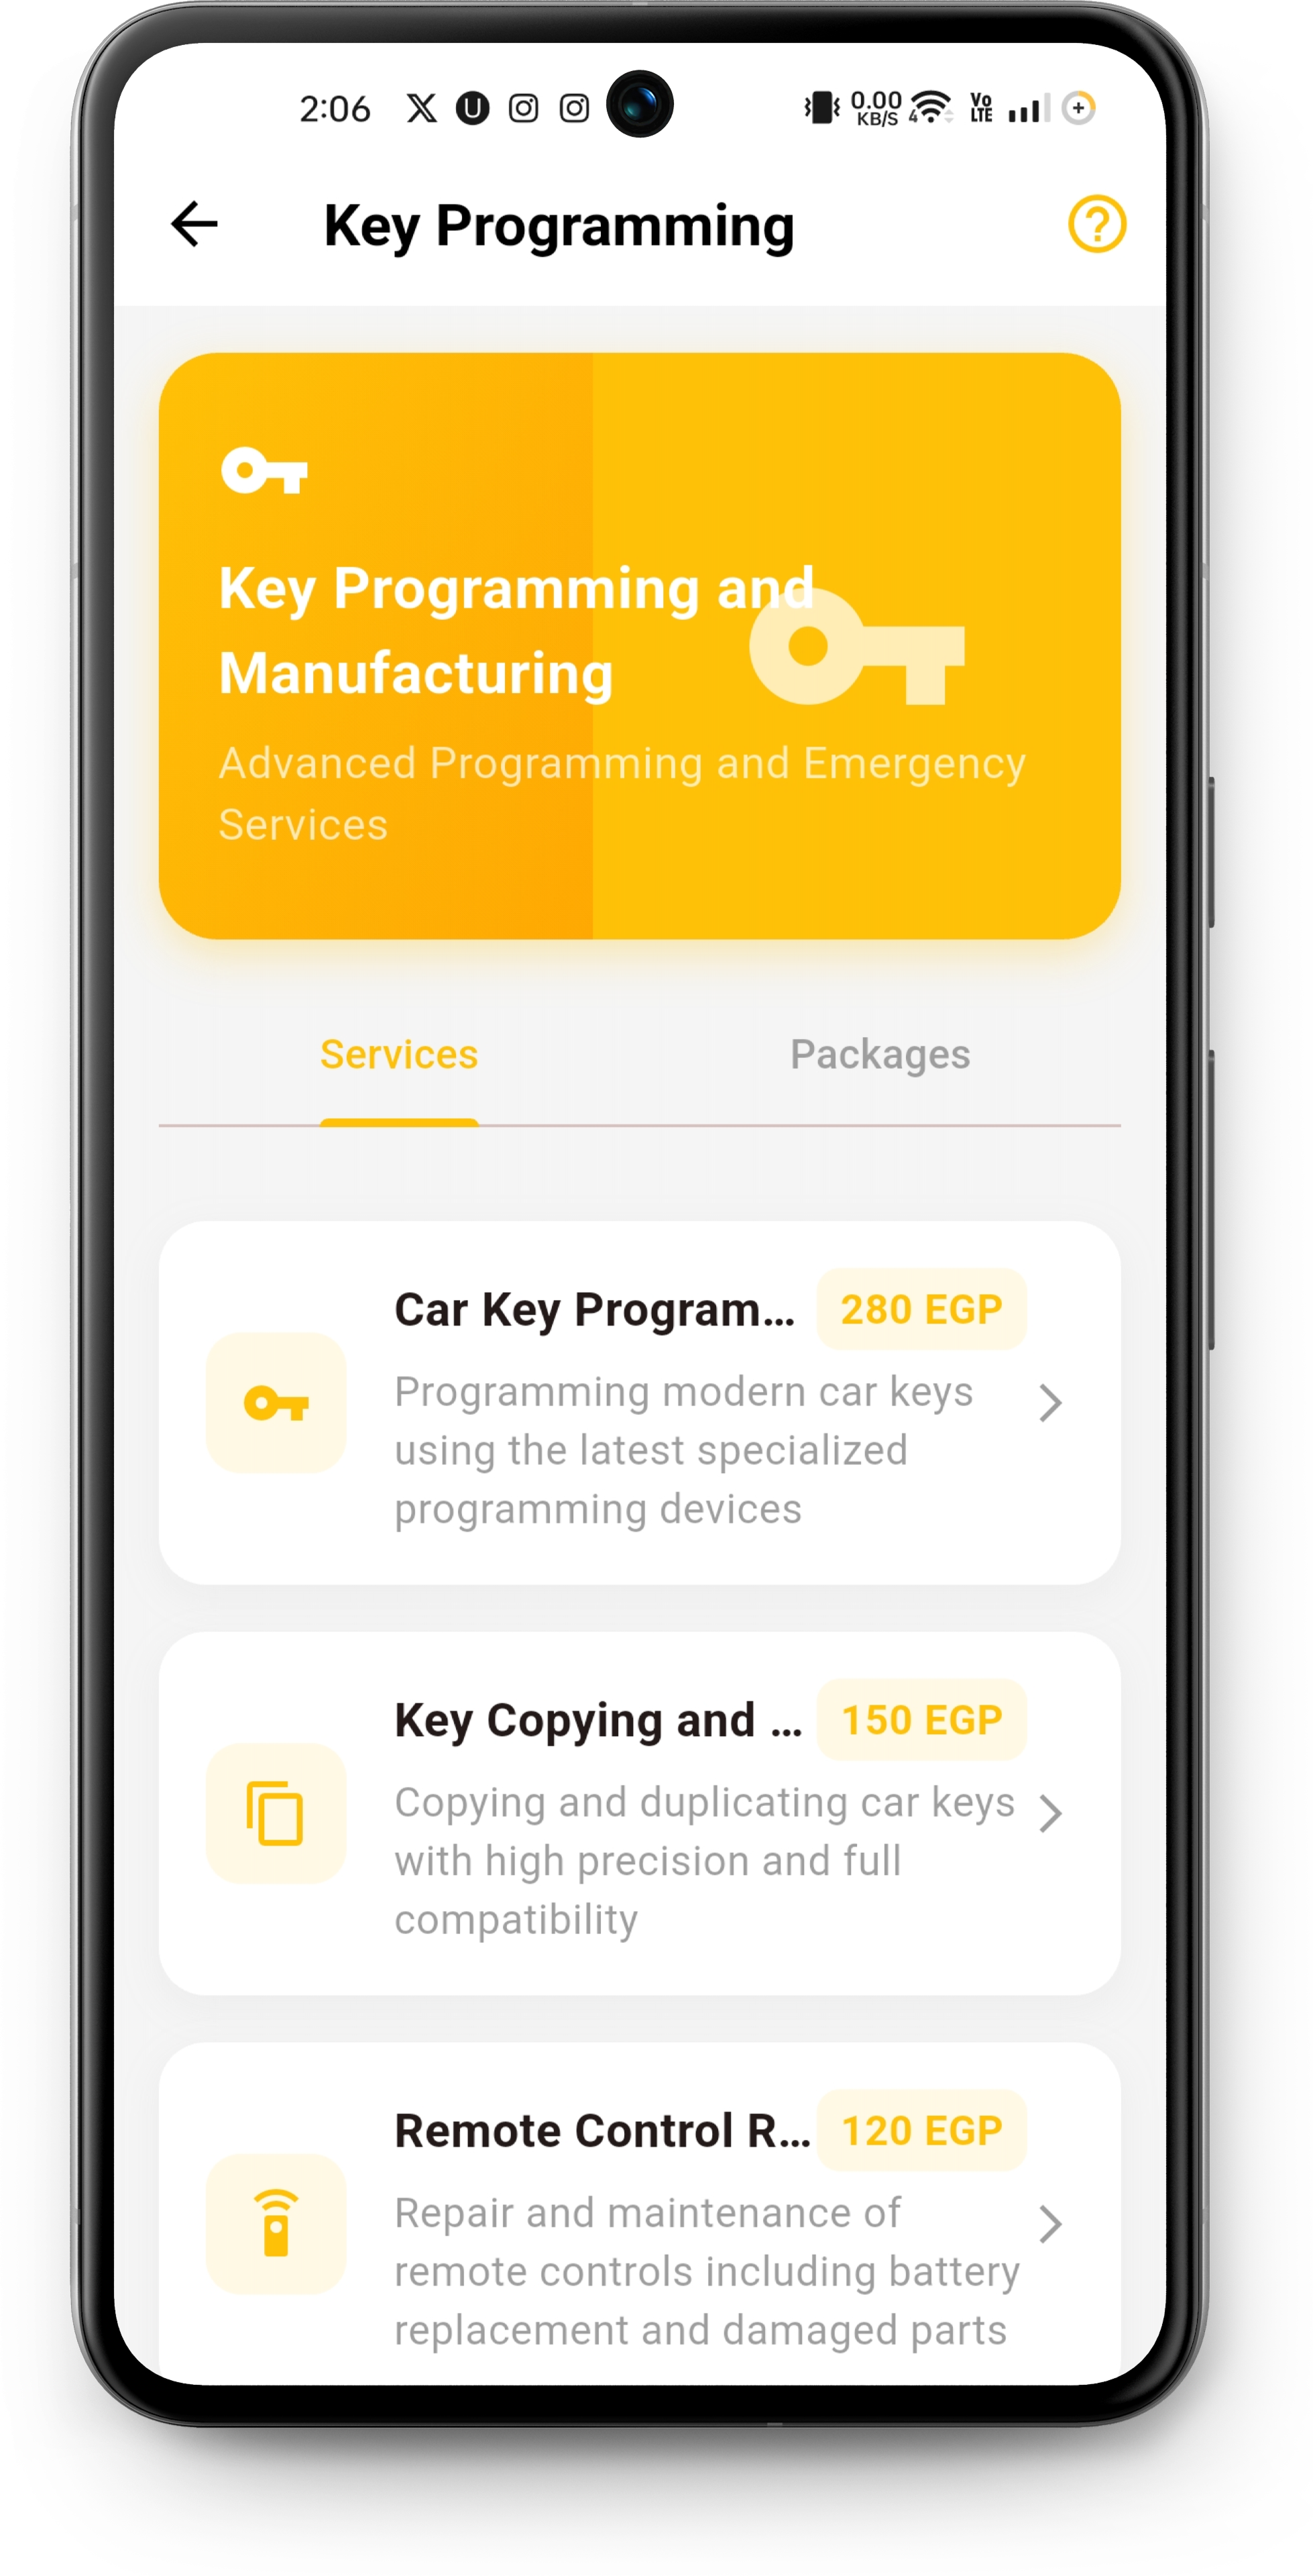 2:06
0.00
KB/S
4
Vo
LTE
Key Programming
Key Programming and
Manufacturing
Advanced Programming and Emergency
Services
Services
Packages
Car Key Program...
280 EGP
Programming modern car keys
using the latest specialized
programming devices
Key Copying and ...
150 EGP
Copying and duplicating car keys
with high precision and full
compatibility
Remote Control R...
120 EGP
Repair and maintenance of
remote controls including battery
replacement and damaged parts